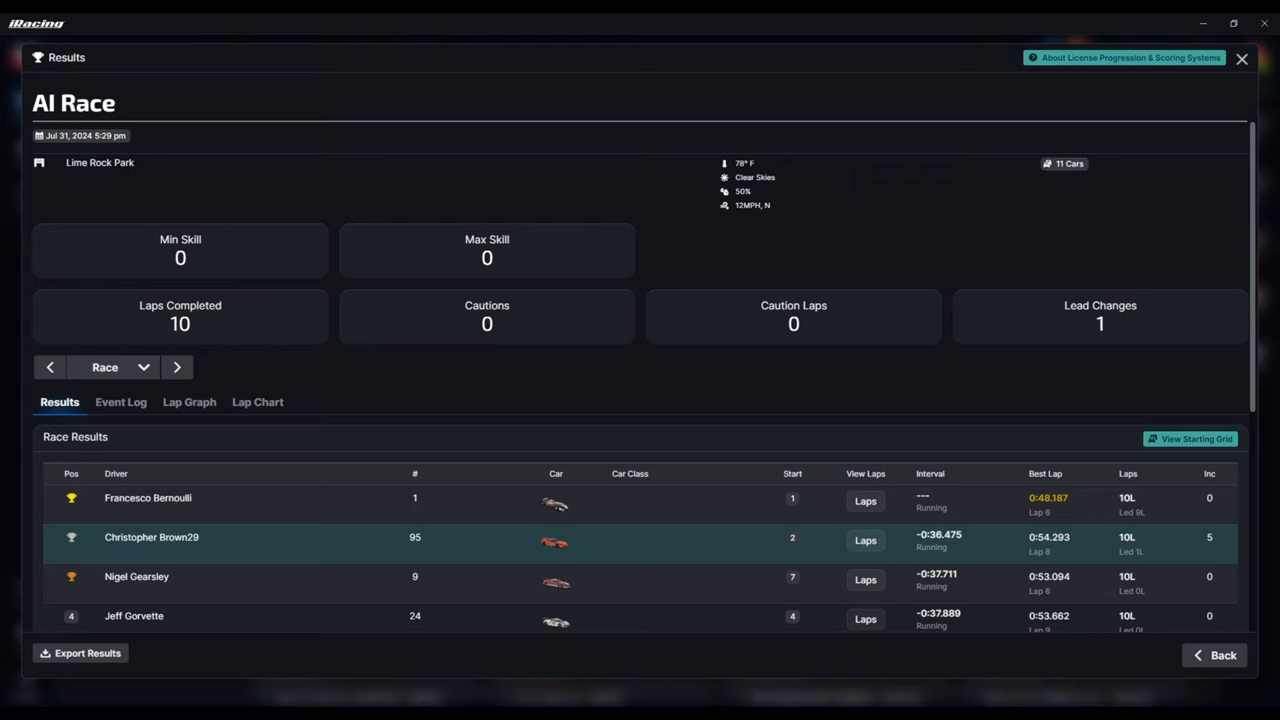 iRacing
Results
About License Progression & Scoring Systems
AI Race
Jul 31, 2024 5:29 pm
Lime Rock Park
78° F
Clear Skies
50%
12MPH, N
11 Cars
Min Skill
0
Max Skill
0
Laps Completed
10
Cautions
0
Caution Laps
0
Lead Changes
1
Race
Results Event Log Lap Graph Lap Chart
Race Results
View Starting Grid
Pos Driver # Car Car Class Start View Laps Interval Best Lap Laps Inc
Francesco Bernoulli 1 1 Laps --- 0:48.187 10L 0
Running Lap 6 Led 9L
Christopher Brown29 95 2 Laps -0:36.475 0:54.293 10L 5
Running Lap 8 Led 1L
Nigel Gearsley 9 7 Laps -0:37.711 0:53.094 10L 0
Running Lap 6 Led 0L
4 Jeff Gorvette 24 4 Laps -0:37.889 0:53.662 10L 0
Running Lap 9 Led 0L
Export Results
Back